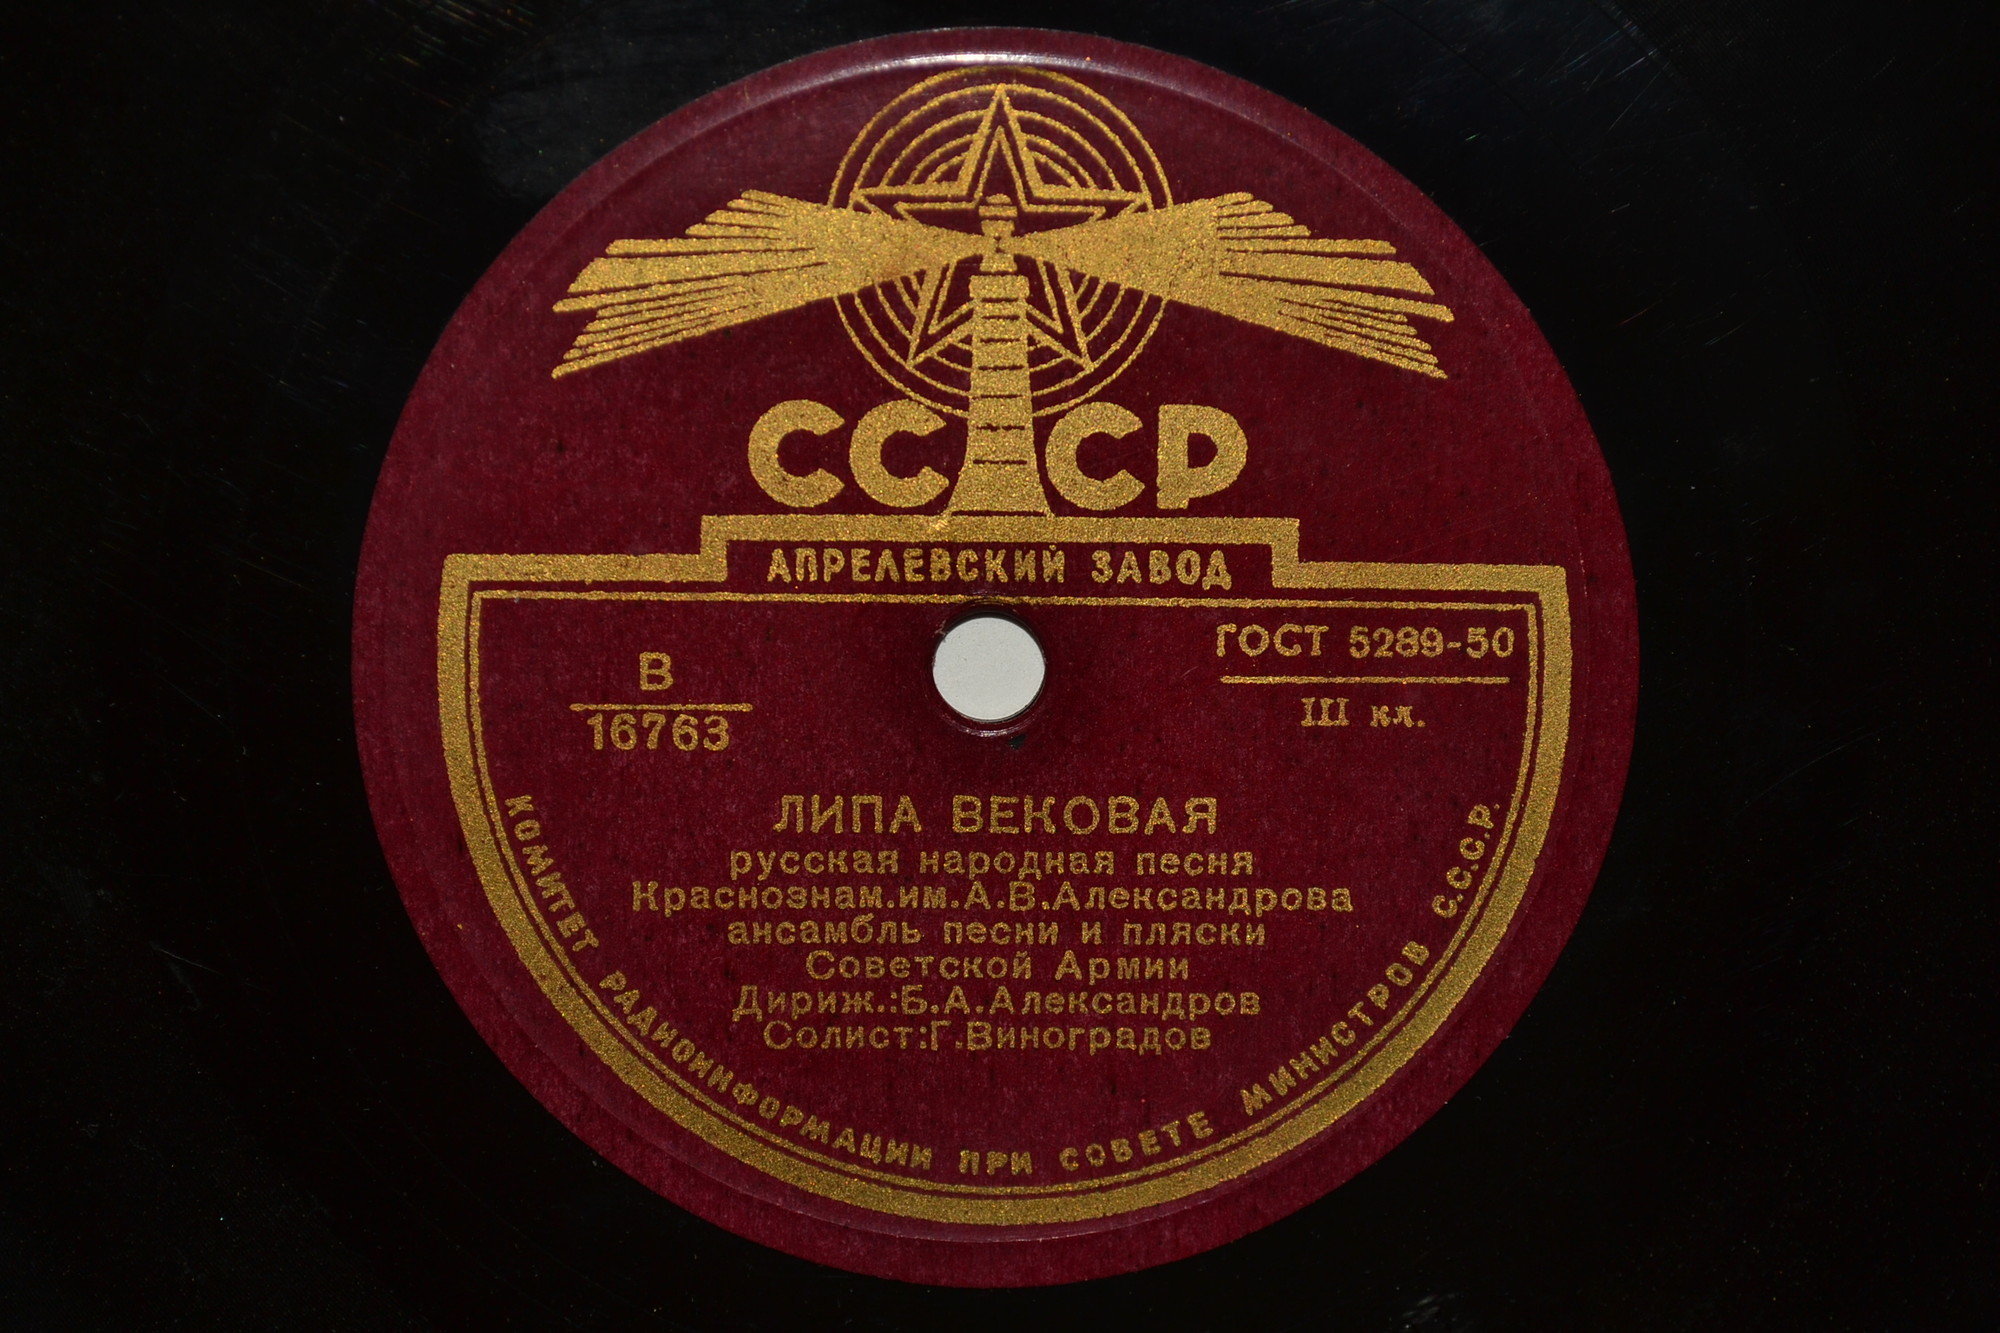 СССР
АПРЕЛЕВСКИЙ ЗАВОД
В
16763
ГОСТ 5289-50
III кл.
ЛИПА ВЕКОВАЯ
русская народная песня
Краснознам.им.А.В.Александрова
ансамбль песни и пляски
Советской Армии
Дириж.:Б.А.Александров
Солист:Г.Виноградов
КОМИТЕТ РАДИОИНФОРМАЦИИ ПРИ СОВЕТЕ МИНИСТРОВ С.С.С.Р.